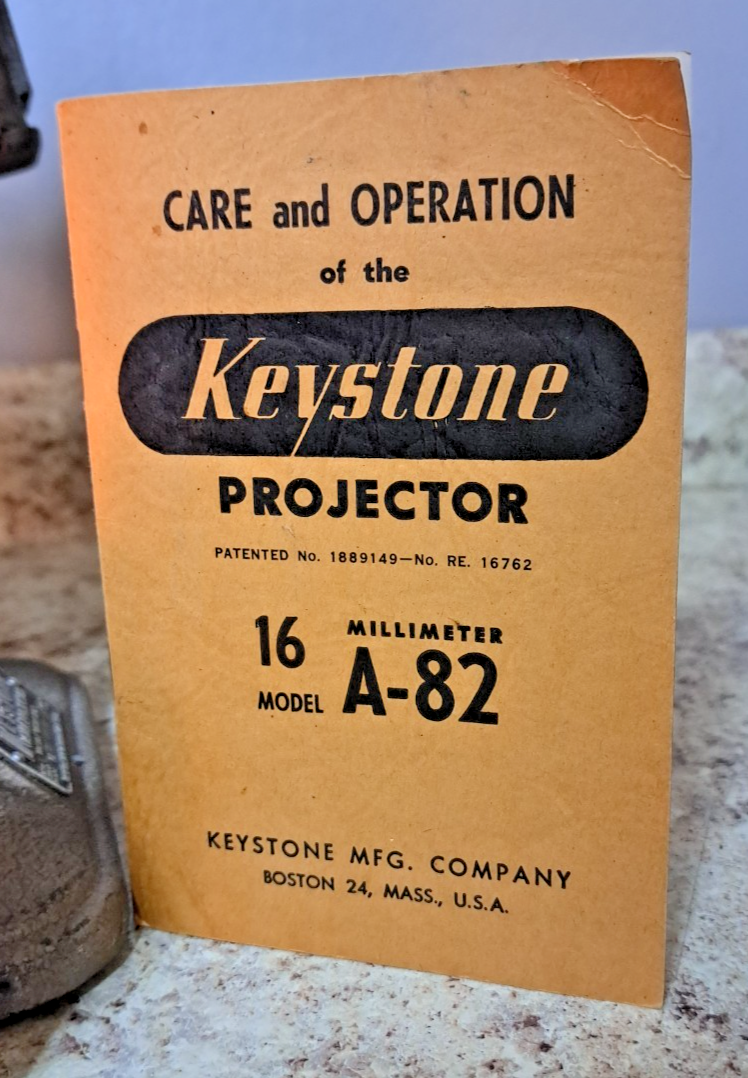 CARE and OPERATION
of the
Keystone
PROJECTOR
PATENTED No. 1889149—No. RE. 16762
16 MILLIMETER
MODEL A-82
KEYSTONE MFG. COMPANY
BOSTON 24, MASS., U.S.A.